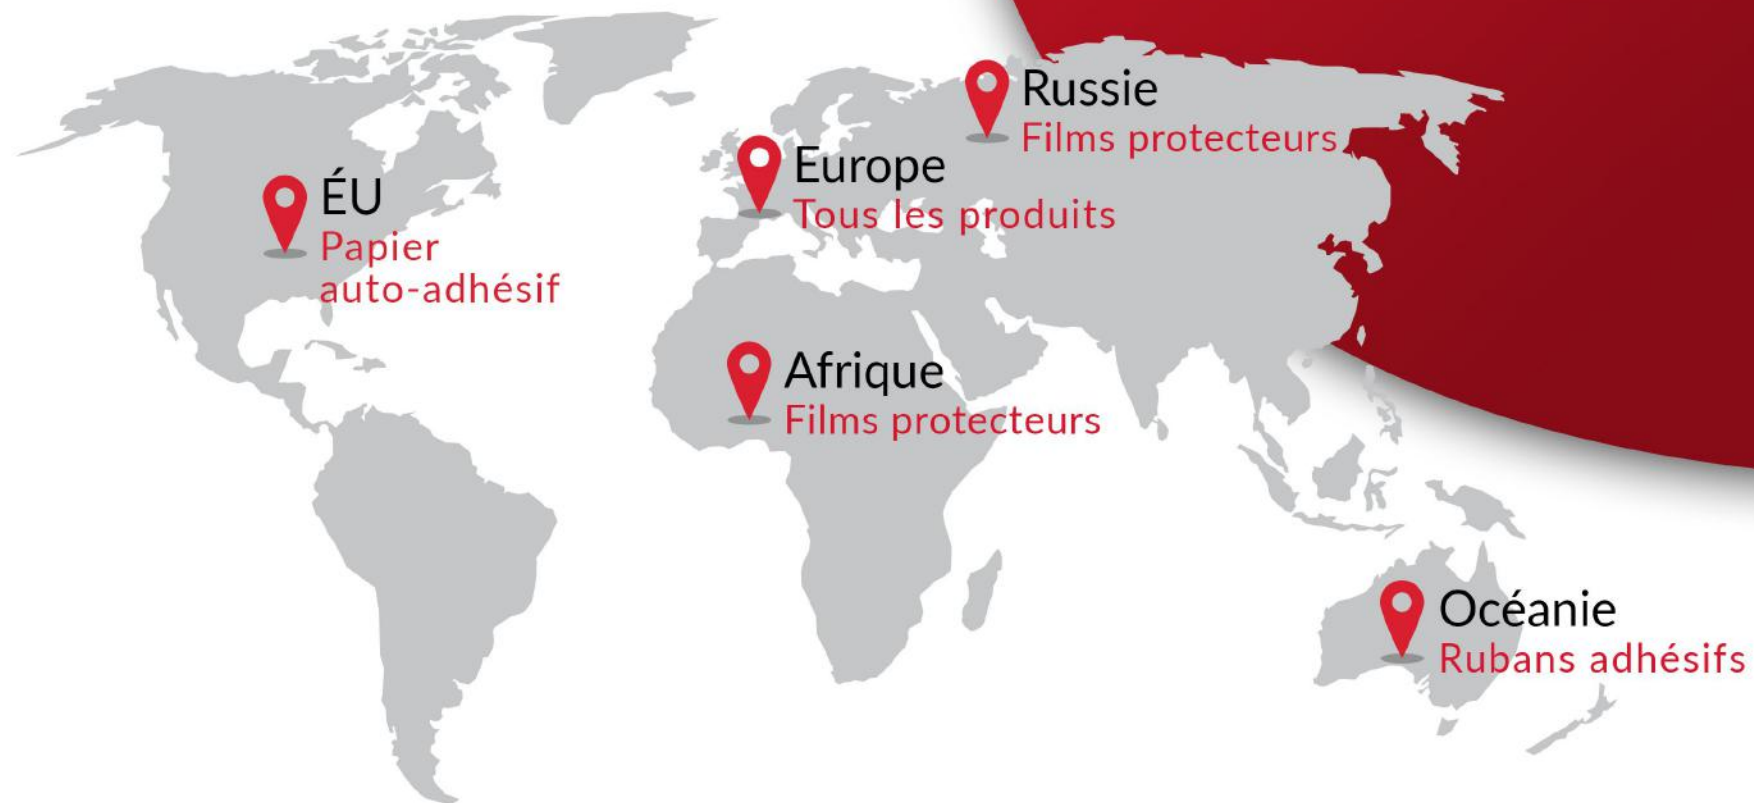 Russie
Films protecteurs
Europe
Tous les produits
ÉU
Papier
auto-adhésif
Afrique
Films protecteurs
Océanie
Rubans adhésifs